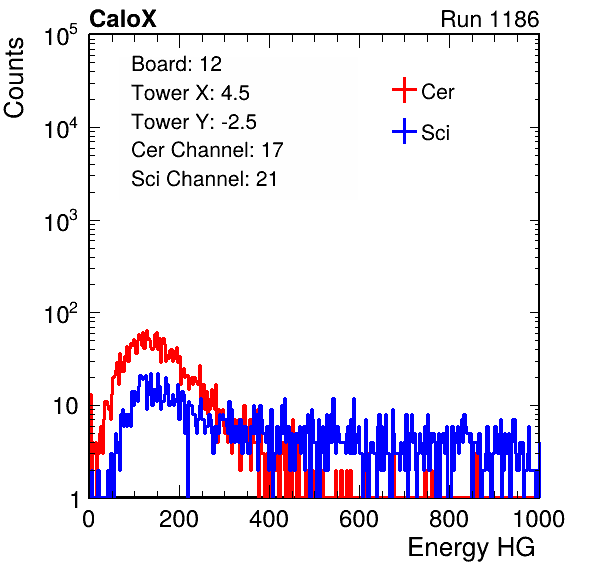 CaloX Run 1186
Counts
10^5
10^4
10^3
10^2
10
1
Board: 12
Tower X: 4.5
Tower Y: -2.5
Cer Channel: 17
Sci Channel: 21
Cer
Sci
0 200 400 600 800 1000
Energy HG